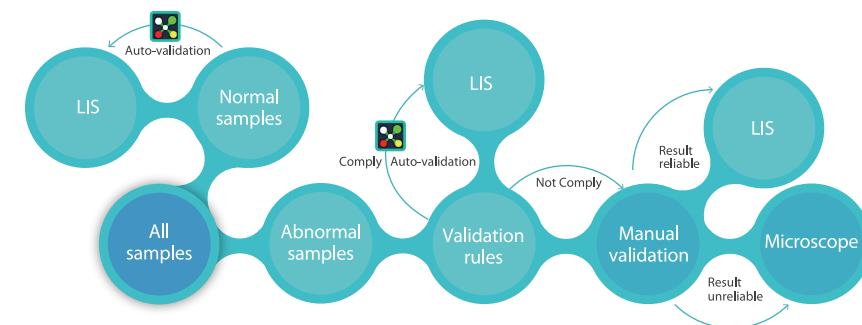 Auto-validation
LIS
Normal
samples
LIS
LIS
Result
reliable
Comply
Auto-validation
Not Comply
All
samples
Abnormal
samples
Validation
rules
Manual
validation
Microscope
Result
unreliable